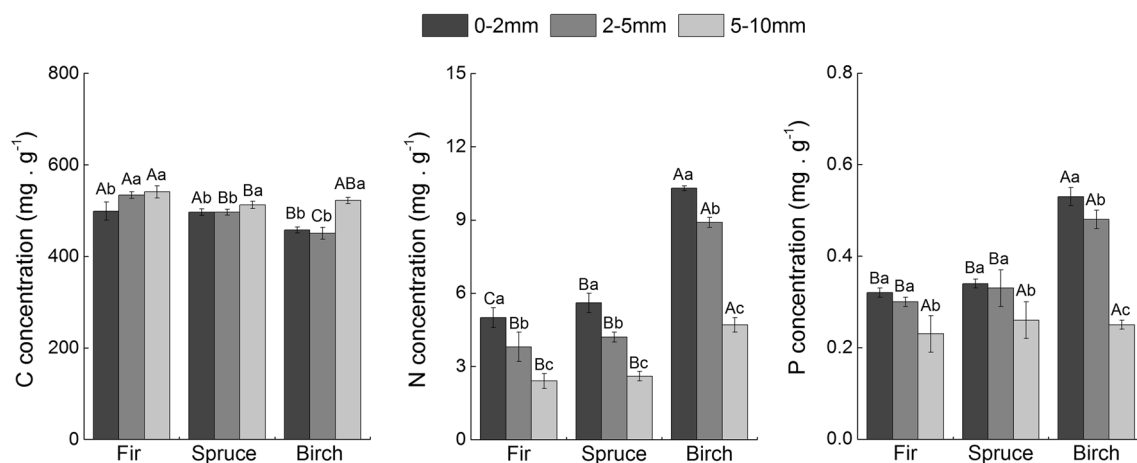 0-2mm 2-5mm 5-10mm
C concentration (mg . g⁻¹)
800
600
400
200
0
Ab Aa Aa Ab Bb Ba Bb Cb ABa
Fir Spruce Birch
N concentration (mg . g⁻¹)
15
12
9
6
3
0
Ca Bb Bc Ba Bb Bc Aa Ab Ac
Fir Spruce Birch
P concentration (mg . g⁻¹)
0.8
0.6
0.4
0.2
0.0
Ba Ba Ab Ba Ba Ab Aa Ab Ac
Fir Spruce Birch